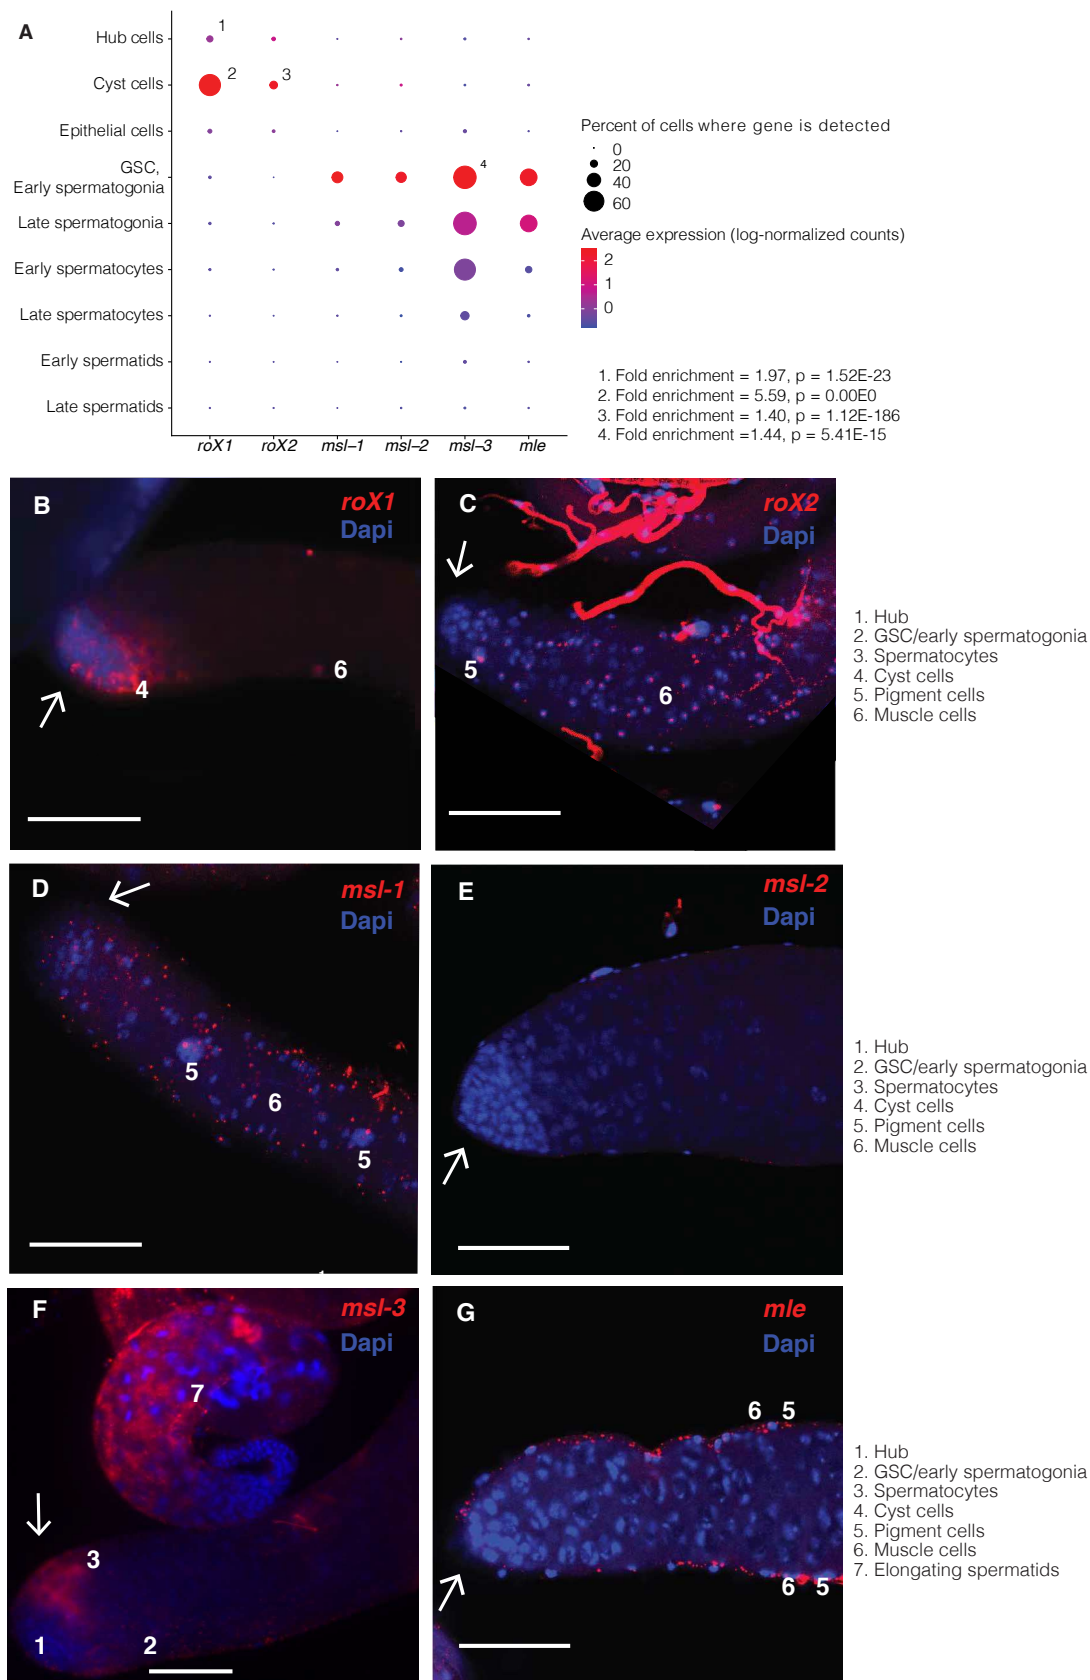 A
Hub cells
Cyst cells
Epithelial cells
GSC,
Early spermatogonia
Late spermatogonia
Early spermatocytes
Late spermatocytes
Early spermatids
Late spermatids
1
2
3
4
roX1 roX2 msl–1 msl–2 msl–3 mle
Percent of cells where gene is detected
0
20
40
60
Average expression (log-normalized counts)
2
1
0
1. Fold enrichment = 1.97, p = 1.52E-23
2. Fold enrichment = 5.59, p = 0.00E0
3. Fold enrichment = 1.40, p = 1.12E-186
4. Fold enrichment =1.44, p = 5.41E-15
B
roX1
Dapi
4
6
C
roX2
Dapi
5
6
1. Hub
2. GSC/early spermatogonia
3. Spermatocytes
4. Cyst cells
5. Pigment cells
6. Muscle cells
D
msl-1
Dapi
5
6
5
E
msl-2
Dapi
1. Hub
2. GSC/early spermatogonia
3. Spermatocytes
4. Cyst cells
5. Pigment cells
6. Muscle cells
F
msl-3
Dapi
7
3
1
2
G
mle
Dapi
6 5
6 5
1. Hub
2. GSC/early spermatogonia
3. Spermatocytes
4. Cyst cells
5. Pigment cells
6. Muscle cells
7. Elongating spermatids